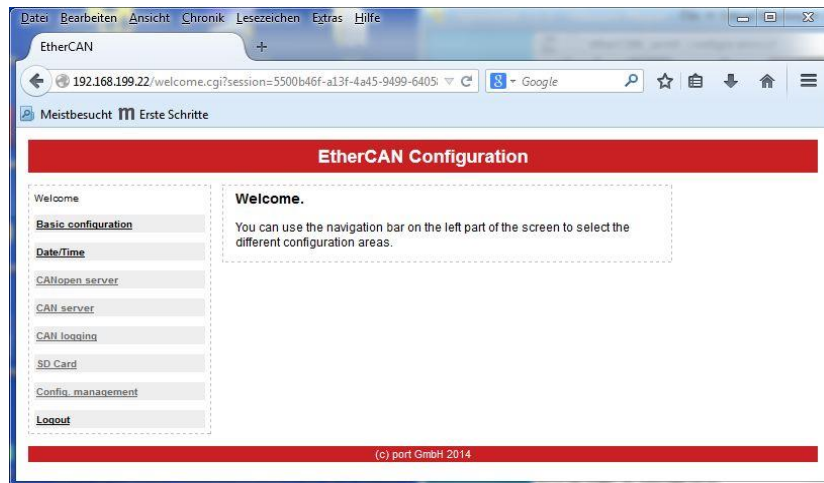 Datei Bearbeiten Ansicht Chronik Lesezeichen Extras Hilfe
EtherCAN
192.168.199.22/welcome.cgi?session=5500b46f-a13f-4a45-9499-6405
Google
Meistbesucht Erste Schritte
EtherCAN Configuration
Welcome
Basic configuration
Date/Time
CANopen server
CAN server
CAN logging
SD Card
Config. management
Logout
Welcome.
You can use the navigation bar on the left part of the screen to select the
different configuration areas.
(c) port GmbH 2014